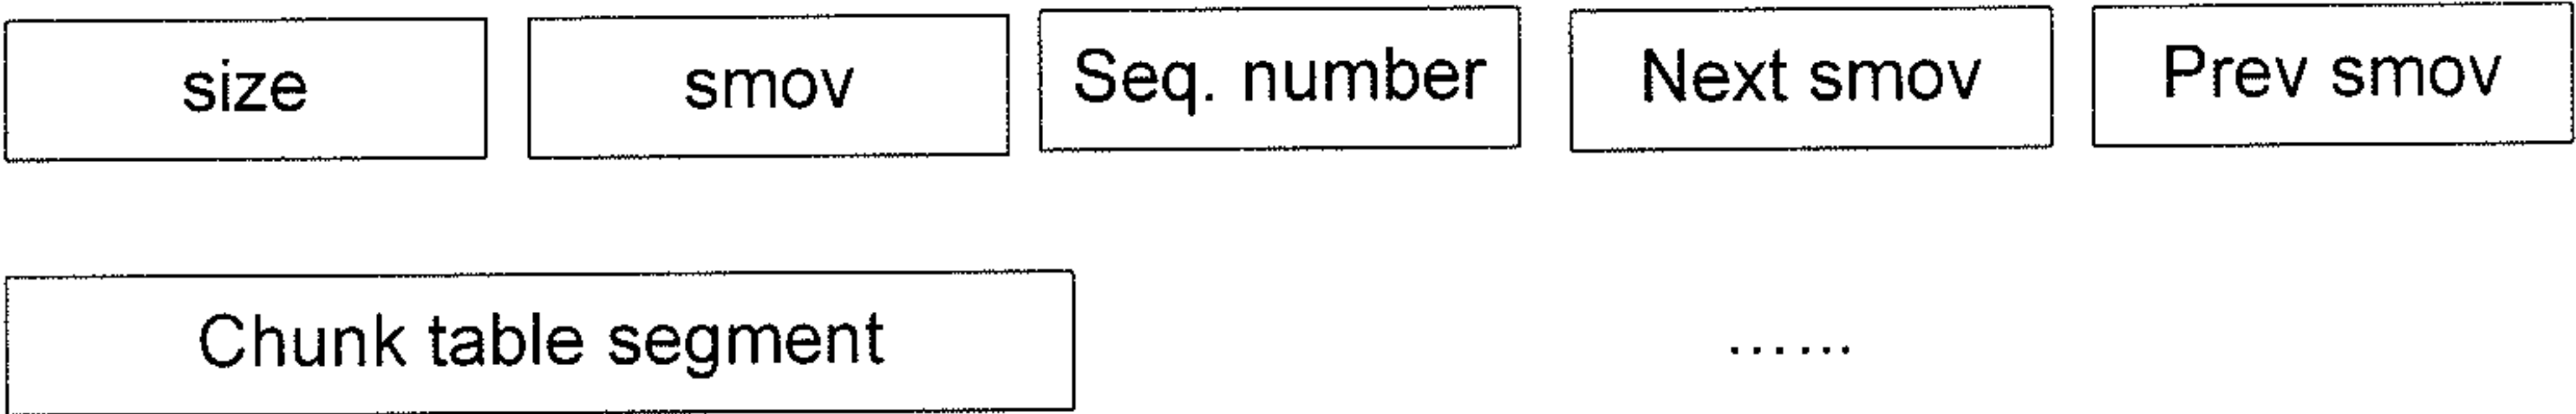 size smov Seq. number Next smov Prev smov
Chunk table segment ......